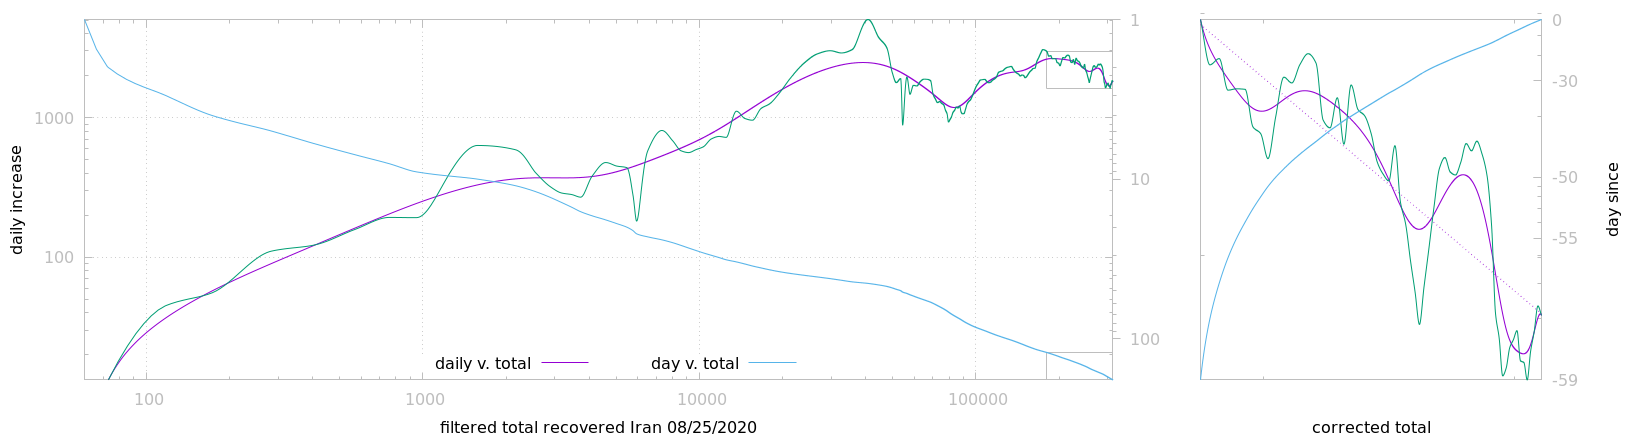 daily increase
1000
100
daily v. total
day v. total
1
10
100
100
1000
10000
100000
filtered total recovered Iran 08/25/2020
0
-30
-50
-55
-59
day since
corrected total